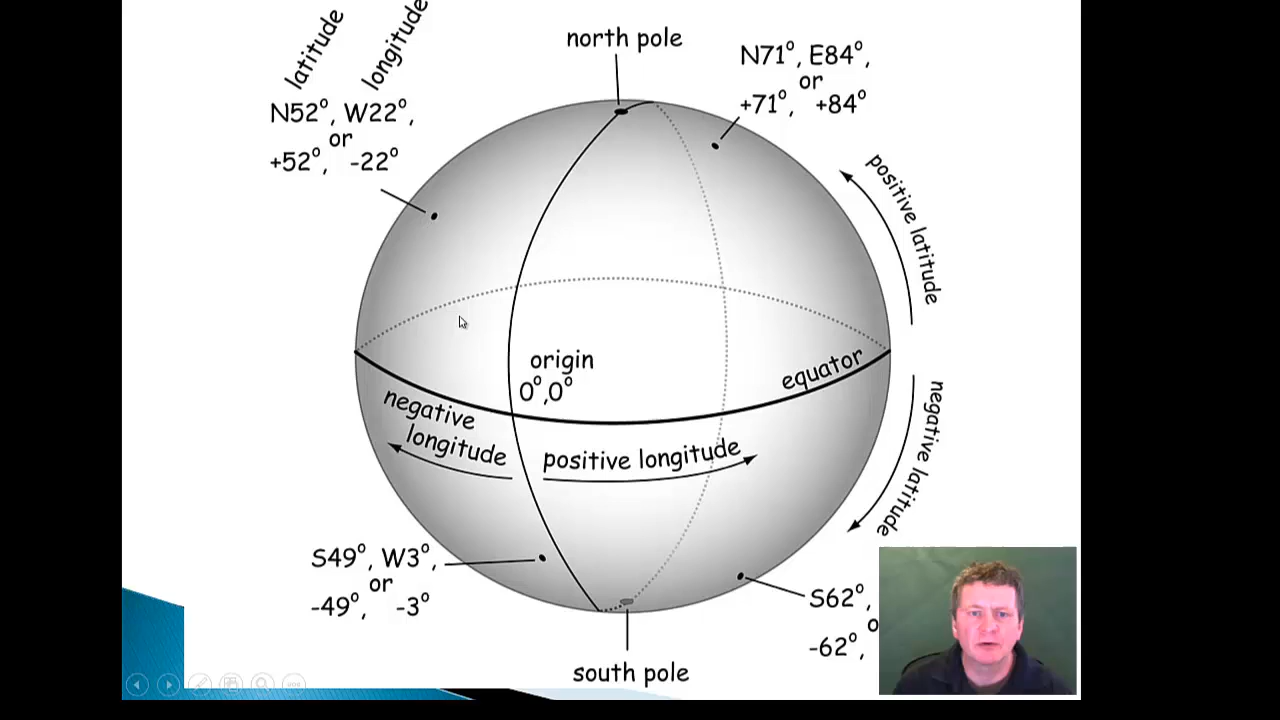 latitude
longitude
N52°, W22°,
or
+52°, -22°
north pole
N71°, E84°,
or
+71°, +84°
positive latitude
origin
0°,0°
equator
negative
longitude
positive longitude
negative latitude
S49°, W3°,
or
-49°, -3°
S62°,
-62°,
south pole